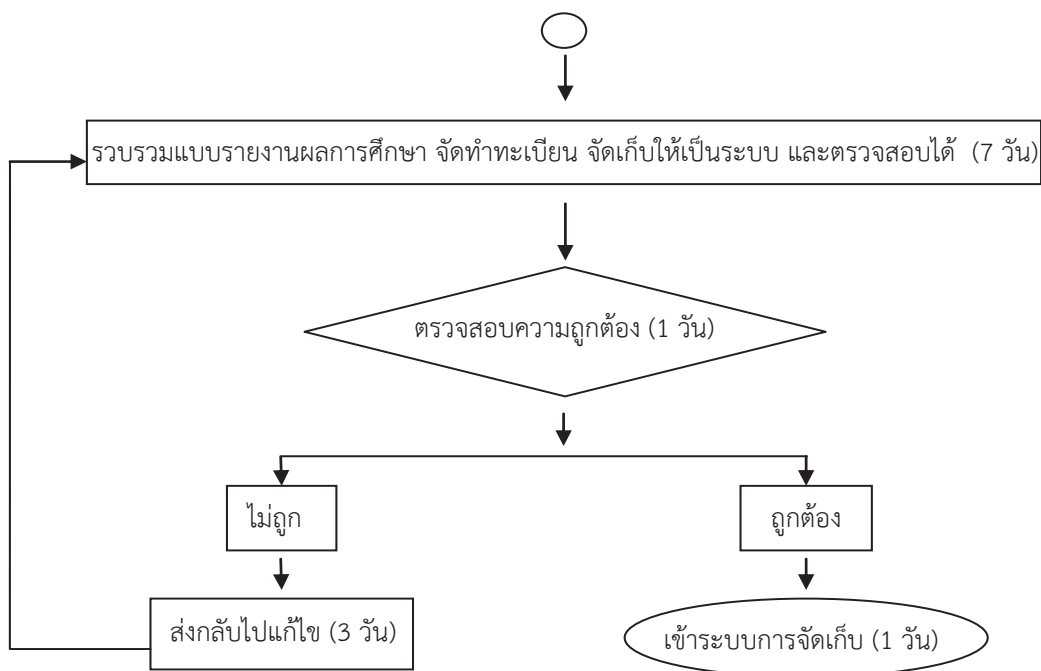 รวบรวมแบบรายงานผลการศึกษา จัดทำทะเบียน จัดเก็บให้เป็นระบบ และตรวจสอบได้ (7 วัน)
ตรวจสอบความถูกต้อง (1 วัน)
ไม่ถูก
ถูกต้อง
ส่งกลับไปแก้ไข (3 วัน)
เข้าระบบการจัดเก็บ (1 วัน)